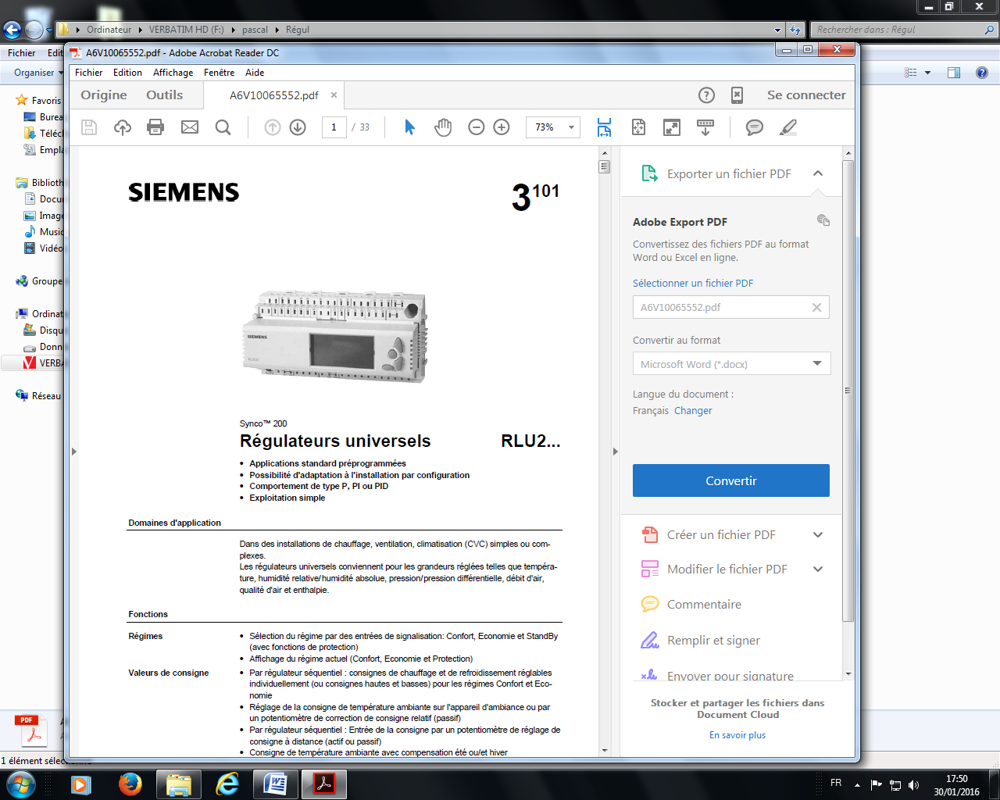 Ordinateur
VERBATIM HD (F:)
pascal
Régul
Rechercher dans : Régul
Fichier
Edit
Organiser
Favoris
Burea
Téléch
Empla
Biblioth
Docu
Image
Music
Vidéo
Groupe
Ordinat
Disqu
Donn
VERBA
Réseau
A6V10065552.pdf - Adobe Acrobat Reader DC
Fichier Edition Affichage Fenêtre Aide
Origine Outils A6V10065552.pdf × Se connecter
1 / 33 73%
SIEMENS 3101
SIEMENS
Synco™ 200
Régulateurs universels RLU2...
• Applications standard préprogrammées
• Possibilité d'adaptation à l'installation par configuration
• Comportement de type P, PI ou PID
• Exploitation simple
Domaines d'application
Dans des installations de chauffage, ventilation, climatisation (CVC) simples ou com-
plexes.
Les régulateurs universels conviennent pour les grandeurs réglées telles que tempéra-
ture, humidité relative/humidité absolue, pression/pression différentielle, débit d'air,
qualité d'air et enthalpie.
Fonctions
Régimes
• Sélection du régime par des entrées de signalisation: Confort, Economie et StandBy
(avec fonctions de protection)
• Affichage du régime actuel (Confort, Economie et Protection)
Valeurs de consigne
• Par régulateur séquentiel : consignes de chauffage et de refroidissement réglables
individuellement (ou consignes hautes et basses) pour les régimes Confort et Eco-
nomie
• Réglage de la consigne de température ambiante sur l'appareil d'ambiance ou par
un potentiomètre de correction de consigne relatif (passif)
• Par régulateur séquentiel : Entrée de la consigne par un potentiomètre de réglage de
consigne à distance (actif ou passif)
• Consigne de température ambiante avec compensation été ou/et hiver
Exporter un fichier PDF
Adobe Export PDF
Convertissez des fichiers PDF au format
Word ou Excel en ligne.
Sélectionner un fichier PDF
A6V10065552.pdf
Convertir au format
Microsoft Word (*.docx)
Langue du document :
Français Changer
Convertir
Créer un fichier PDF
Modifier le fichier PDF
Commentaire
Remplir et signer
Envoyer pour signature
Stocker et partager les fichiers dans
Document Cloud
En savoir plus
PDF
1 élément sélectionné
FR
17:50
30/01/2016